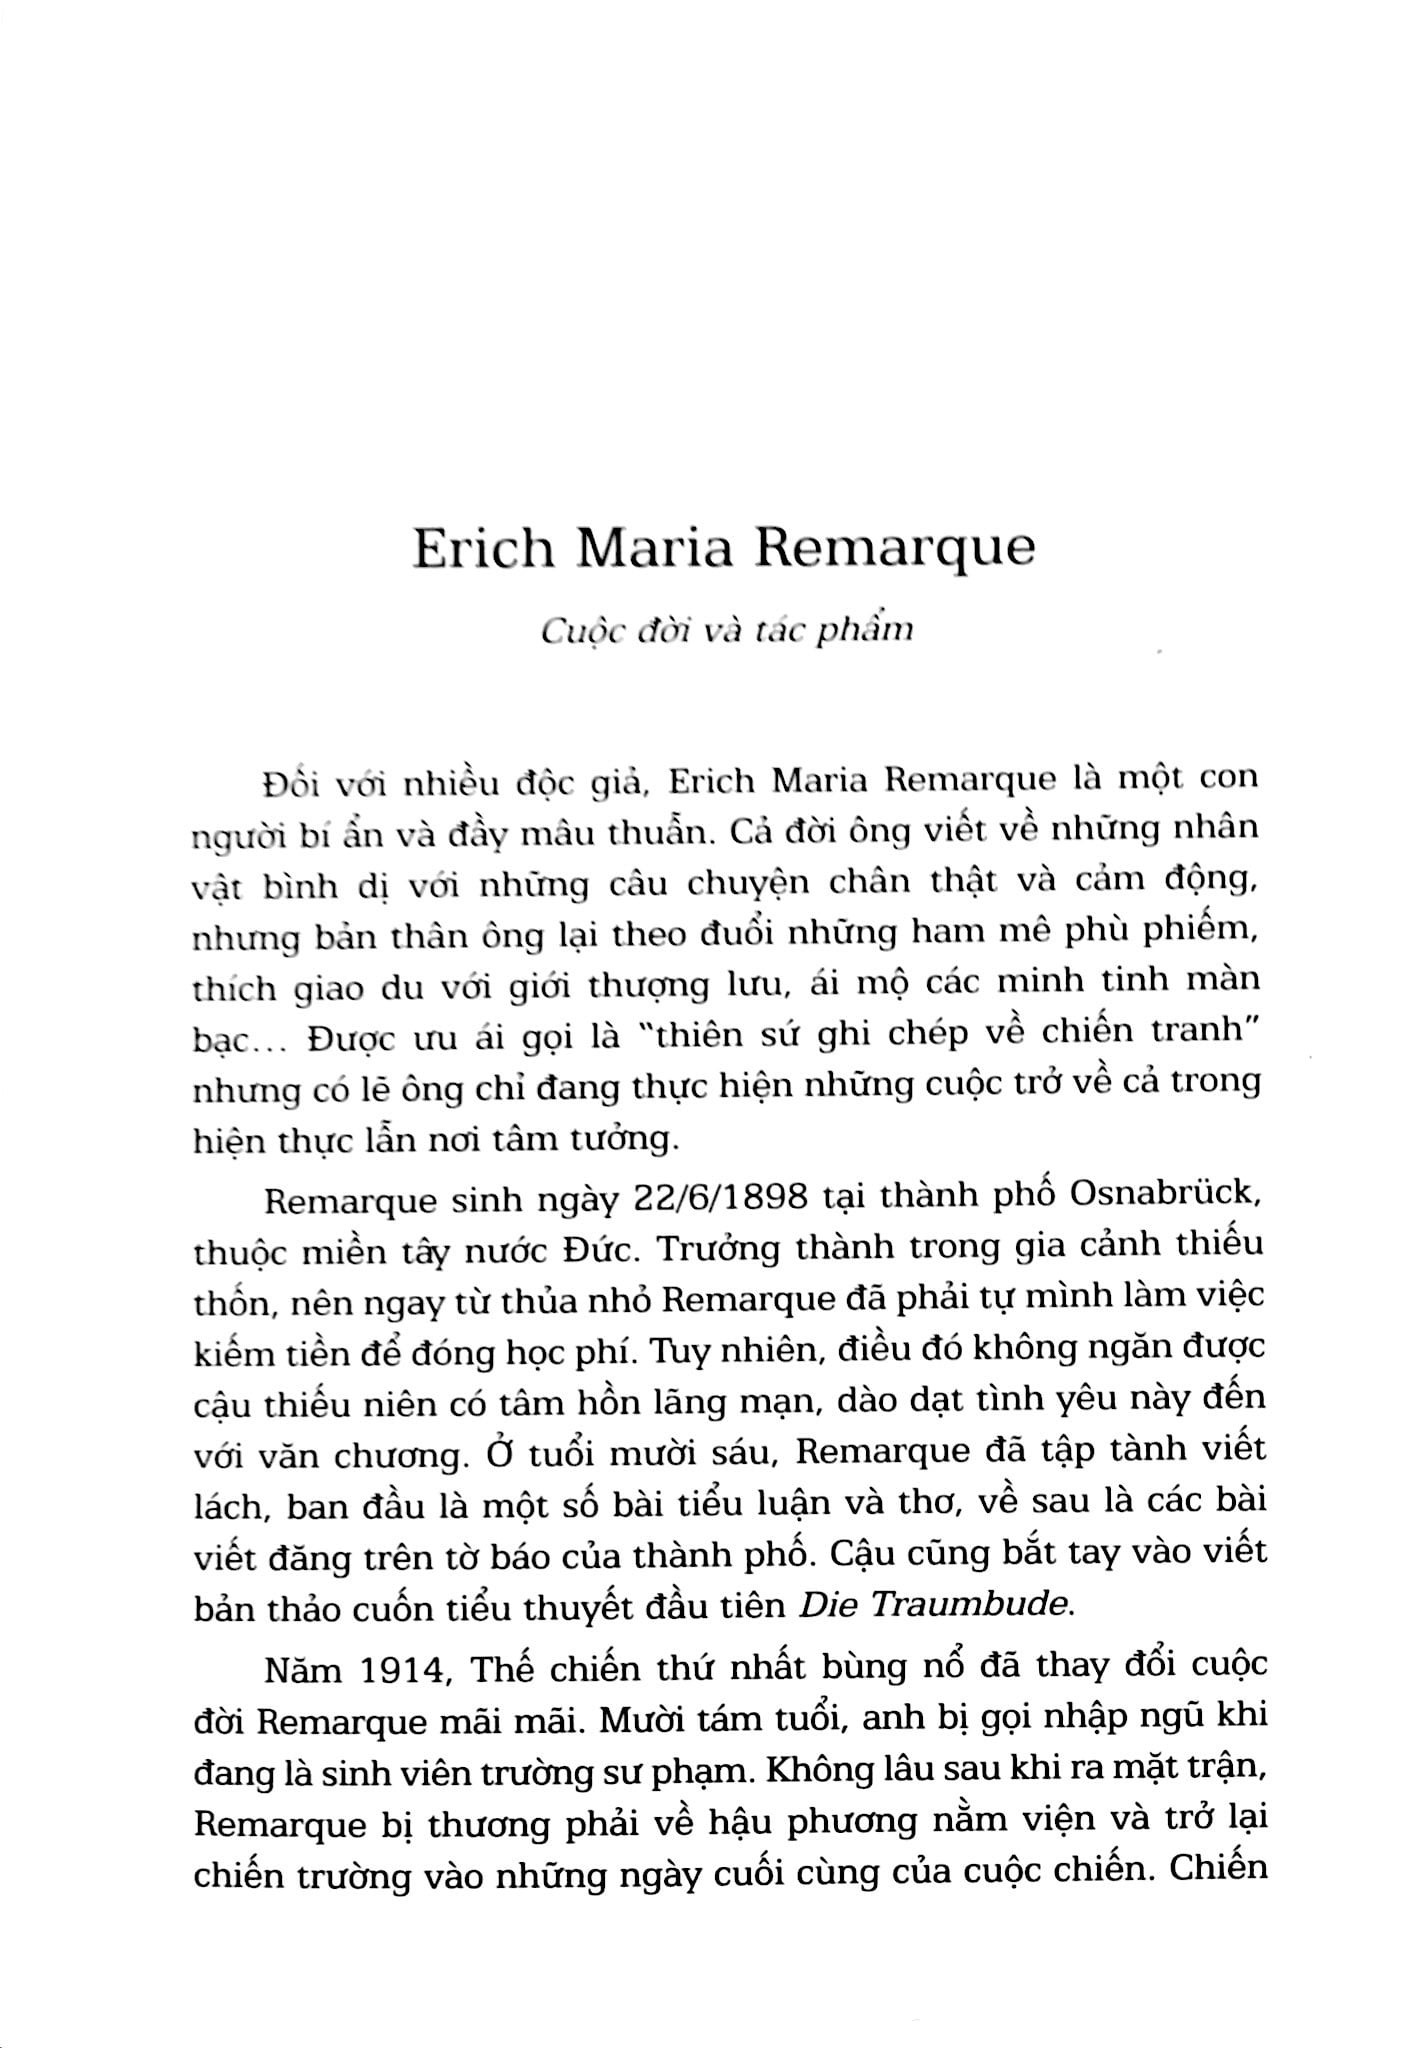 Erich Maria Remarque
Cuộc đời và tác phẩm
Đối với nhiều độc giả, Erich Maria Remarque là một con
người bí ẩn và đầy mâu thuẫn. Cả đời ông viết về những nhân
vật bình dị với những câu chuyện chân thật và cảm động,
nhưng bản thân ông lại theo đuổi những ham mê phù phiếm,
thích giao du với giới thượng lưu, ái mộ các minh tinh màn
bạc... Được ưu ái gọi là “thiên sứ ghi chép về chiến tranh”
nhưng có lẽ ông chỉ đang thực hiện những cuộc trở về cả trong
hiện thực lẫn nơi tâm tưởng.
Remarque sinh ngày 22/6/1898 tại thành phố Osnabrück,
thuộc miền tây nước Đức. Trưởng thành trong gia cảnh thiếu
thốn, nên ngay từ thủa nhỏ Remarque đã phải tự mình làm việc
kiếm tiền để đóng học phí. Tuy nhiên, điều đó không ngăn được
cậu thiếu niên có tâm hồn lãng mạn, dào dạt tình yêu này đến
với văn chương. Ở tuổi mười sáu, Remarque đã tập tành viết
lách, ban đầu là một số bài tiểu luận và thơ, về sau là các bài
viết đăng trên tờ báo của thành phố. Cậu cũng bắt tay vào viết
bản thảo cuốn tiểu thuyết đầu tiên Die Traumbude.
Năm 1914, Thế chiến thứ nhất bùng nổ đã thay đổi cuộc
đời Remarque mãi mãi. Mười tám tuổi, anh bị gọi nhập ngũ khi
đang là sinh viên trường sư phạm. Không lâu sau khi ra mặt trận,
Remarque bị thương phải về hậu phương nằm viện và trở lại
chiến trường vào những ngày cuối cùng của cuộc chiến. Chiến